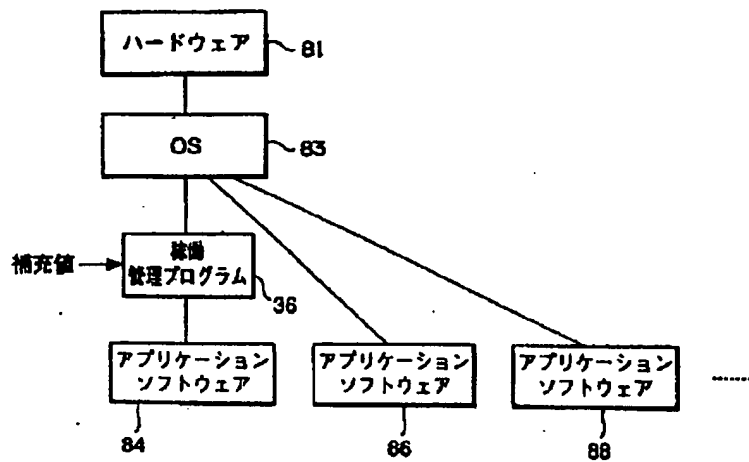 ハードウェア
81
OS
83
補充値
稼働
管理プログラム
36
アプリケーション
ソフトウェア
84
アプリケーション
ソフトウェア
86
アプリケーション
ソフトウェア
88